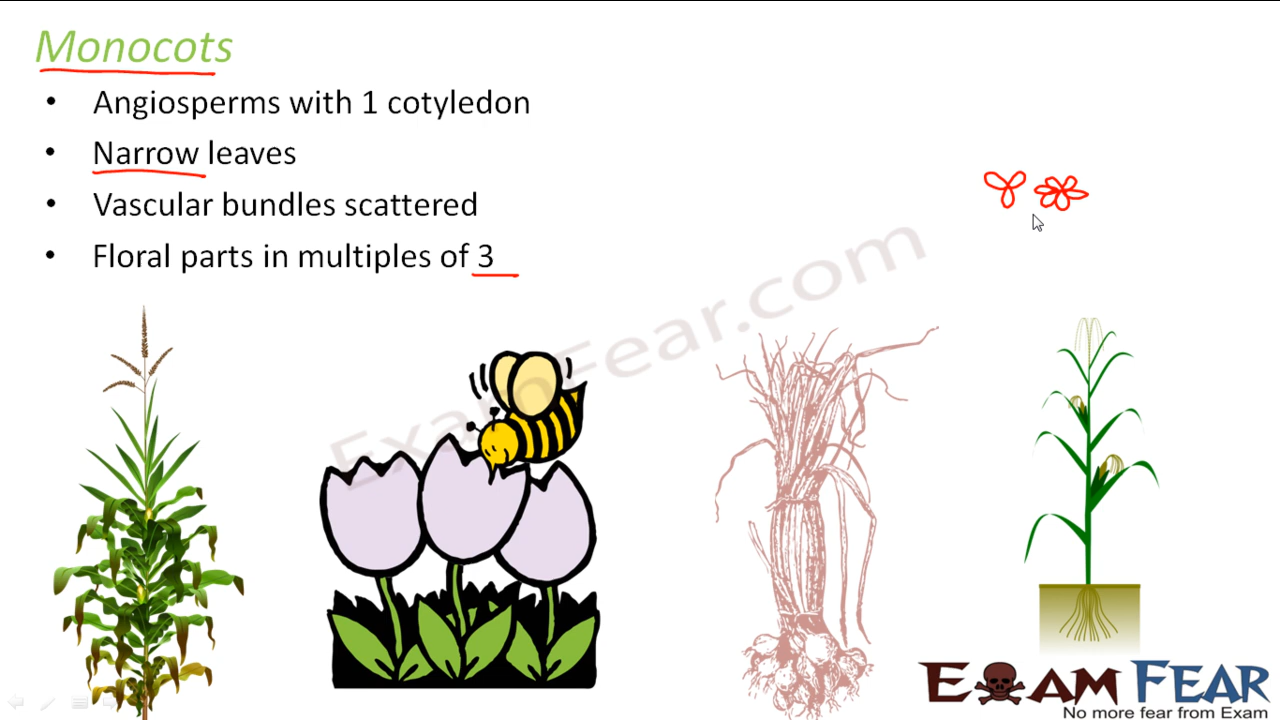 Monocots
• Angiosperms with 1 cotyledon
• Narrow leaves
• Vascular bundles scattered
• Floral parts in multiples of 3
ExamFear.com
EXAM FEAR
No more fear from Exam